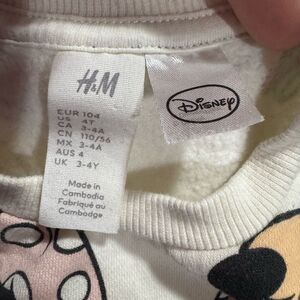 H&M
EUR 104
US 4T
CA 3-4A
CN 110/56
MX 3-4A
AUS 4
UK 3-4Y
Made in
Cambodia
Fabriqué au
Cambodge
Disney